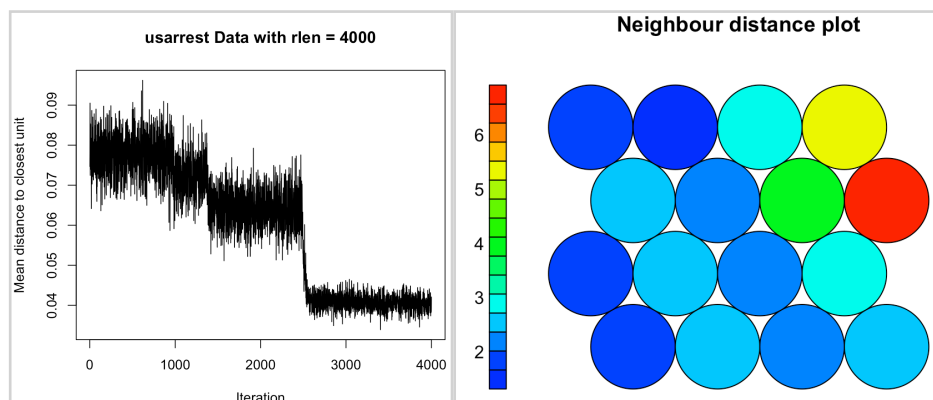 usarrest Data with rlen = 4000
Mean distance to closest unit
0.09
0.08
0.07
0.06
0.05
0.04
0 1000 2000 3000 4000
Iteration
Neighbour distance plot
6
5
4
3
2